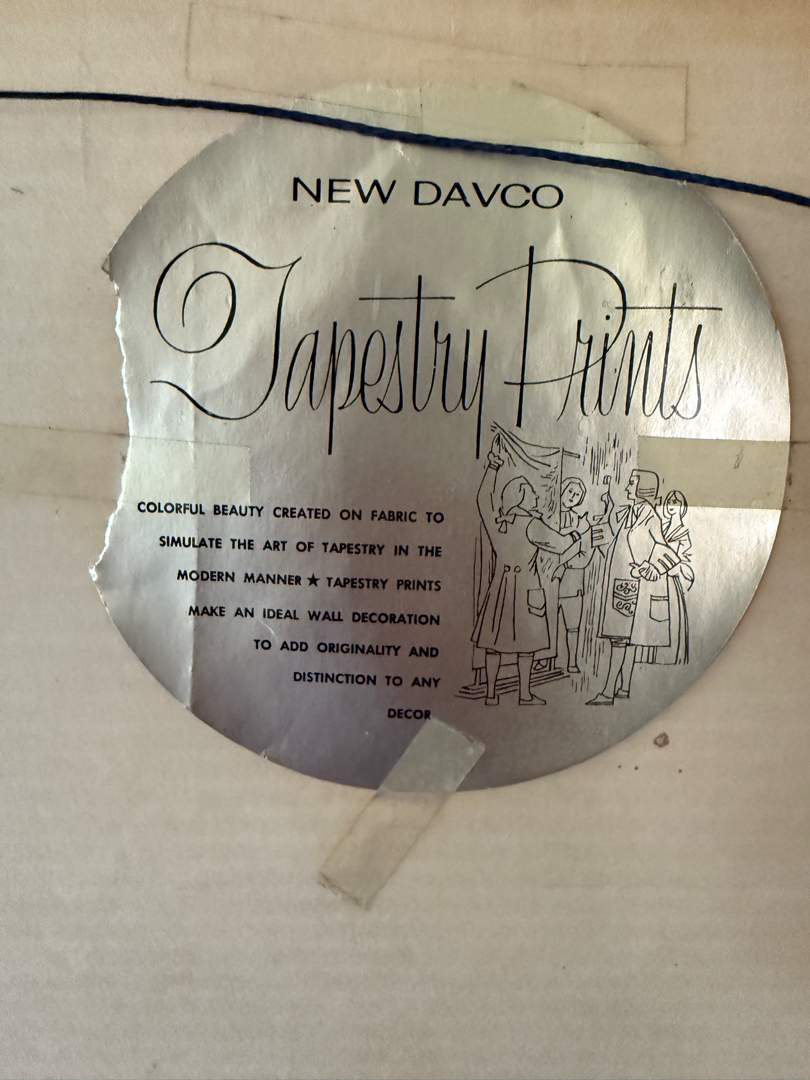 NEW DAVCO
Tapestry Prints
COLORFUL BEAUTY CREATED ON FABRIC TO
SIMULATE THE ART OF TAPESTRY IN THE
MODERN MANNER ★ TAPESTRY PRINTS
MAKE AN IDEAL WALL DECORATION
TO ADD ORIGINALITY AND
DISTINCTION TO ANY
DECOR